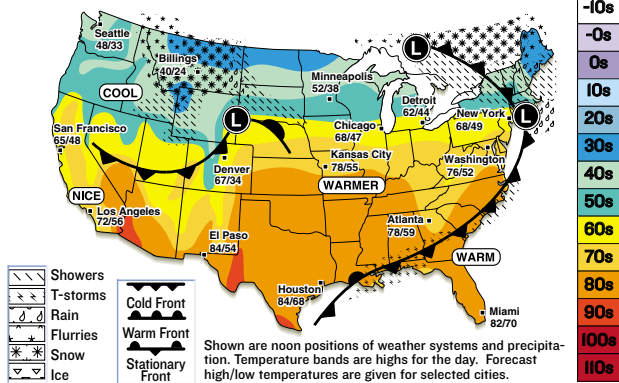 Seattle
48/33
Billings
40/24
COOL
Minneapolis
52/38
L
Detroit
62/44
New York
68/49
L
San Francisco
65/48
L
Chicago
68/47
Kansas City
78/55
Washington
76/52
Denver
67/34
WARMER
NICE
Los Angeles
72/56
Atlanta
78/59
El Paso
84/54
WARM
Houston
84/68
Miami
82/70
Showers
T-storms
Rain
Flurries
Snow
Ice
Cold Front
Warm Front
Stationary
Front
Shown are noon positions of weather systems and precipita-
tion. Temperature bands are highs for the day. Forecast
high/low temperatures are given for selected cities.
-10s
-0s
0s
10s
20s
30s
40s
50s
60s
70s
80s
90s
100s
110s